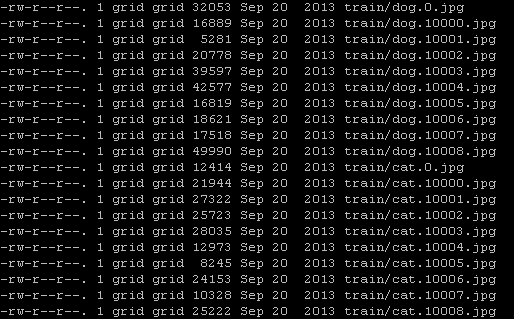 -rw-r--r--. 1 grid grid 32053 Sep 20  2013 train/dog.0.jpg
-rw-r--r--. 1 grid grid 16889 Sep 20  2013 train/dog.10000.jpg
-rw-r--r--. 1 grid grid  5281 Sep 20  2013 train/dog.10001.jpg
-rw-r--r--. 1 grid grid 20778 Sep 20  2013 train/dog.10002.jpg
-rw-r--r--. 1 grid grid 39597 Sep 20  2013 train/dog.10003.jpg
-rw-r--r--. 1 grid grid 42577 Sep 20  2013 train/dog.10004.jpg
-rw-r--r--. 1 grid grid 16819 Sep 20  2013 train/dog.10005.jpg
-rw-r--r--. 1 grid grid 18621 Sep 20  2013 train/dog.10006.jpg
-rw-r--r--. 1 grid grid 17518 Sep 20  2013 train/dog.10007.jpg
-rw-r--r--. 1 grid grid 49990 Sep 20  2013 train/dog.10008.jpg
-rw-r--r--. 1 grid grid 12414 Sep 20  2013 train/cat.0.jpg
-rw-r--r--. 1 grid grid 21944 Sep 20  2013 train/cat.10000.jpg
-rw-r--r--. 1 grid grid 27322 Sep 20  2013 train/cat.10001.jpg
-rw-r--r--. 1 grid grid 25723 Sep 20  2013 train/cat.10002.jpg
-rw-r--r--. 1 grid grid 28035 Sep 20  2013 train/cat.10003.jpg
-rw-r--r--. 1 grid grid 12973 Sep 20  2013 train/cat.10004.jpg
-rw-r--r--. 1 grid grid  8245 Sep 20  2013 train/cat.10005.jpg
-rw-r--r--. 1 grid grid 24153 Sep 20  2013 train/cat.10006.jpg
-rw-r--r--. 1 grid grid 10328 Sep 20  2013 train/cat.10007.jpg
-rw-r--r--. 1 grid grid 25222 Sep 20  2013 train/cat.10008.jpg